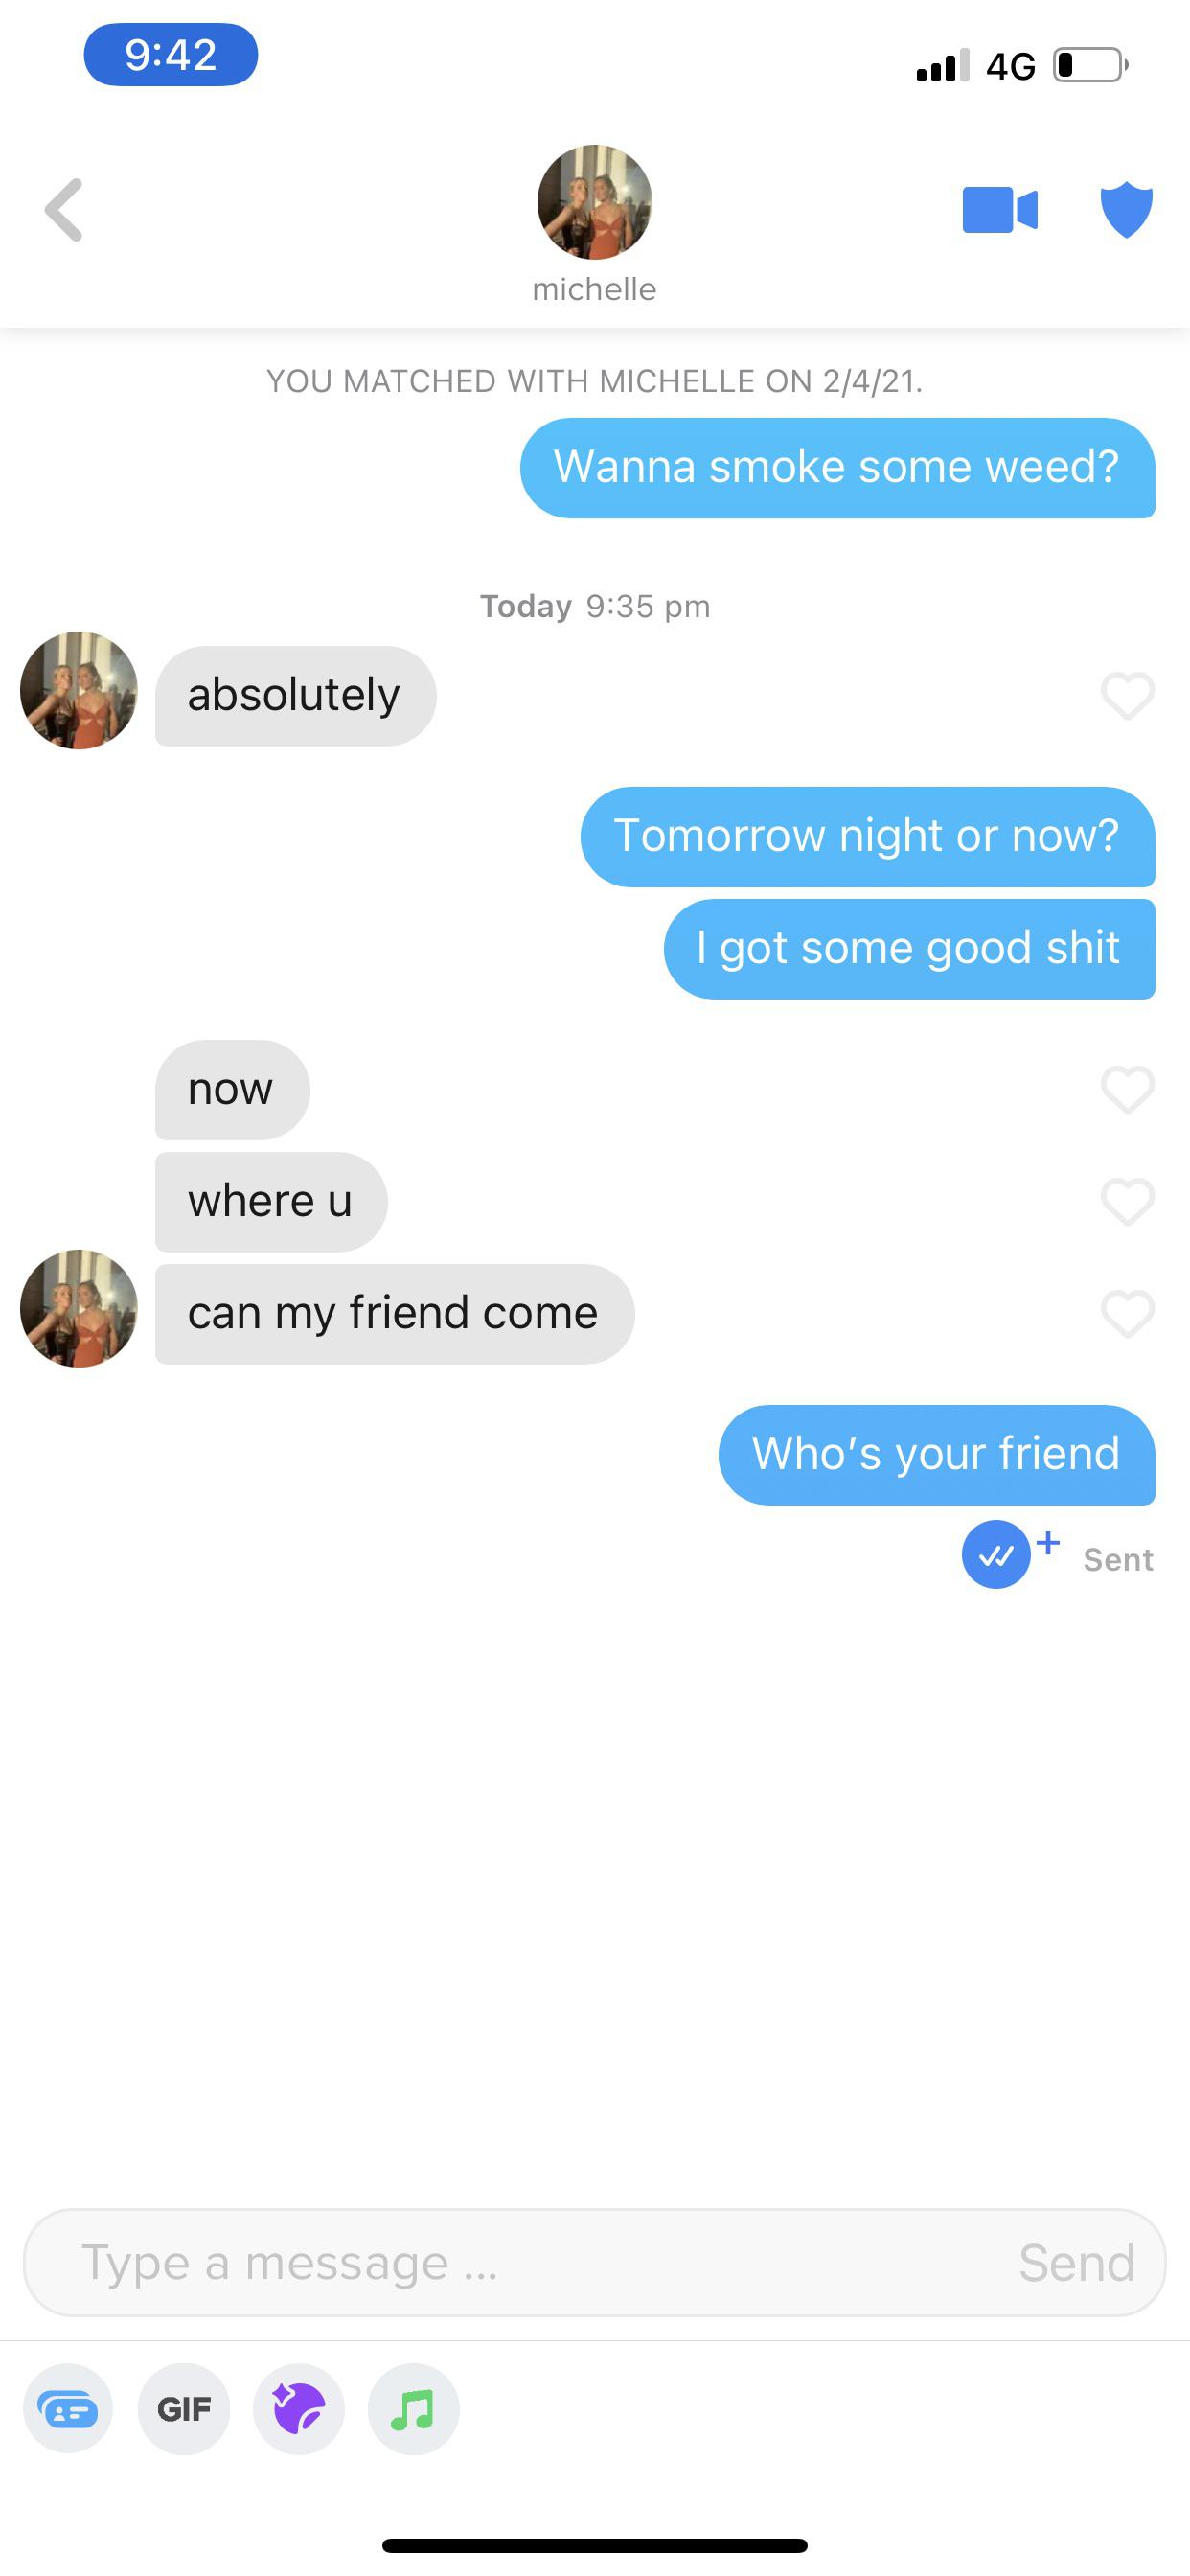 9:42
4G
michelle
YOU MATCHED WITH MICHELLE ON 2/4/21.
Wanna smoke some weed?
Today 9:35 pm
absolutely
Tomorrow night or now?
I got some good shit
now
where u
can my friend come
Who's your friend
Sent
Type a message ...
Send
GIF